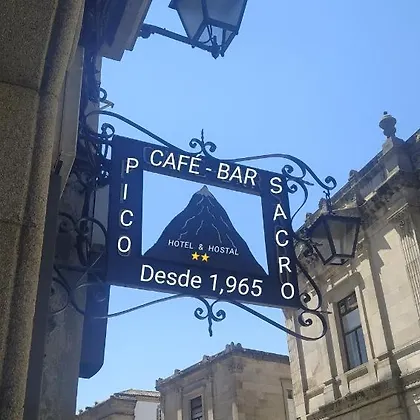 CAFÉ - BAR
PICO
SACRO
HOTEL & HOSTAL
Desde 1,965